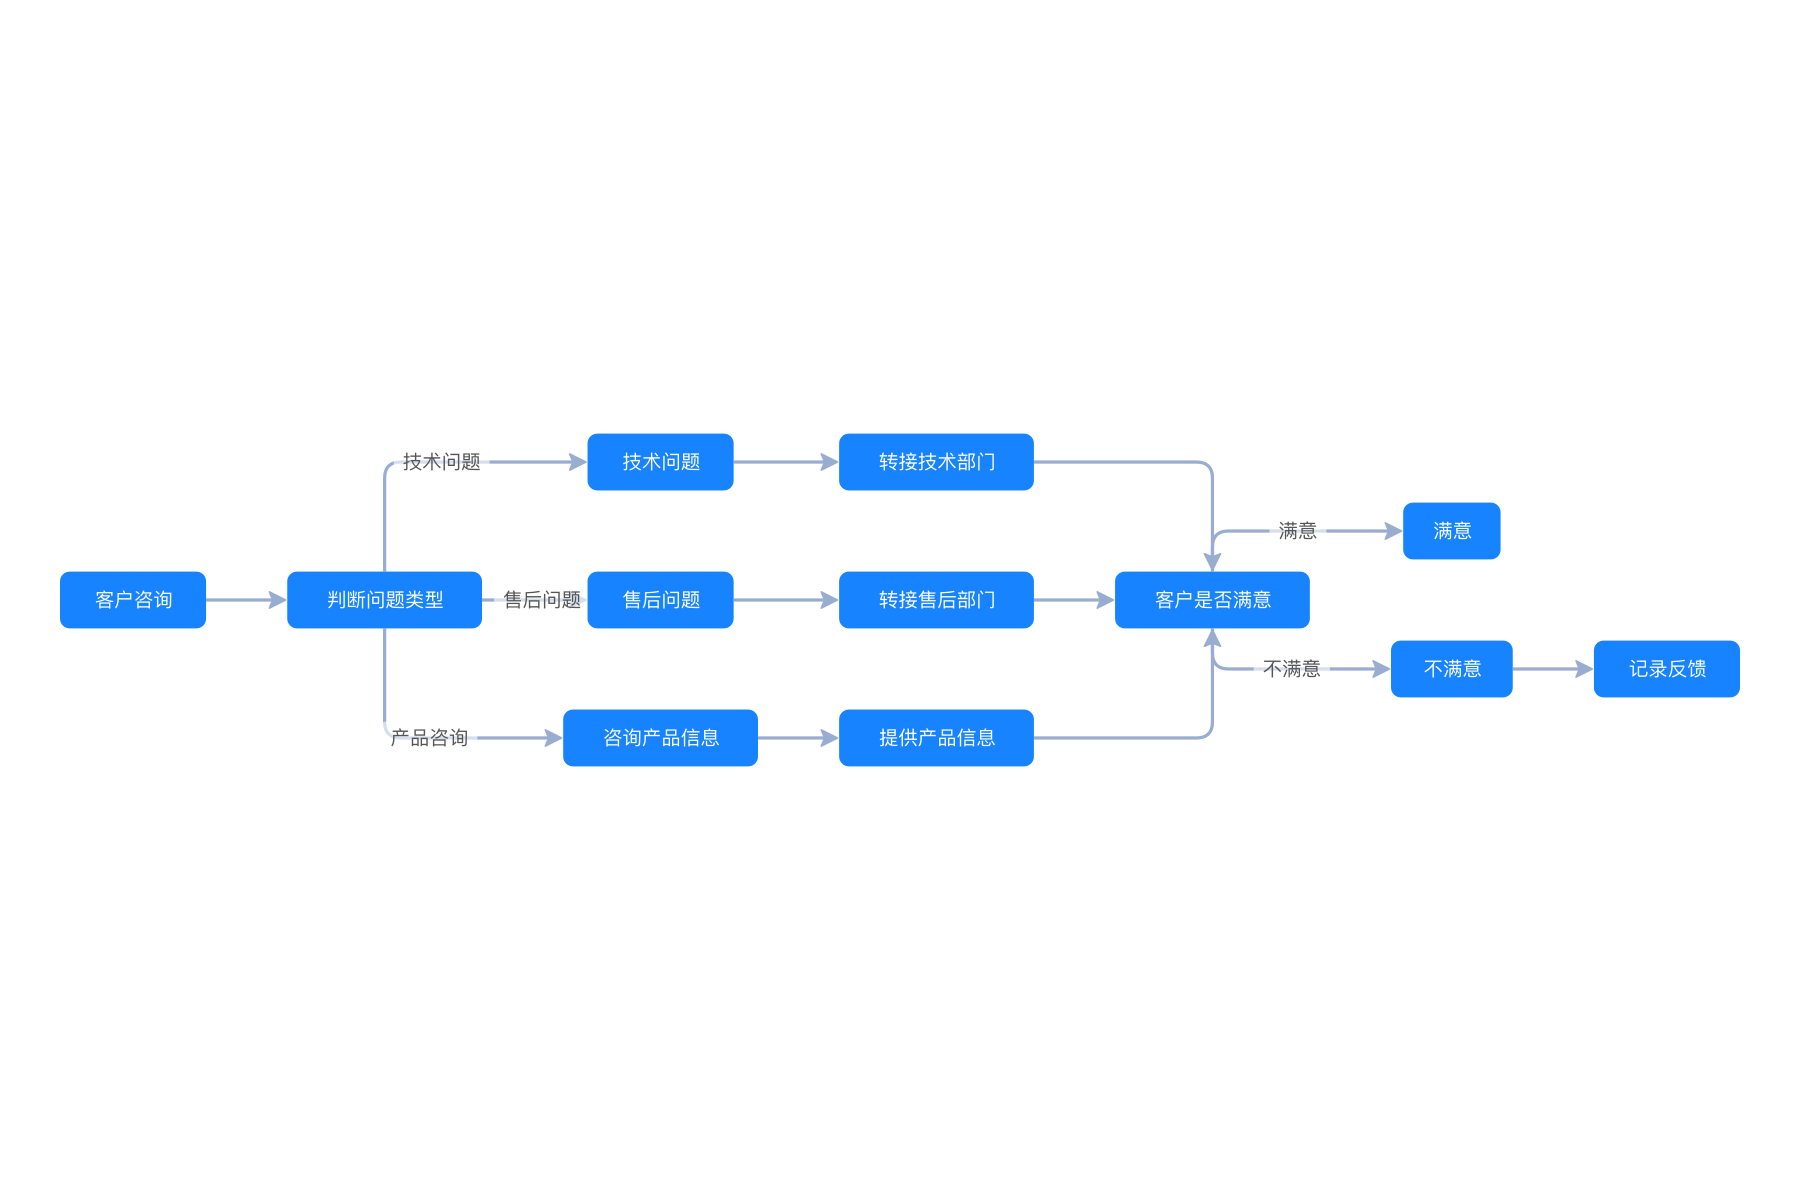 技术问题
技术问题
转接技术部门
满意
满意
客户咨询
判断问题类型
售后问题
售后问题
转接售后部门
客户是否满意
不满意
不满意
记录反馈
产品咨询
咨询产品信息
提供产品信息